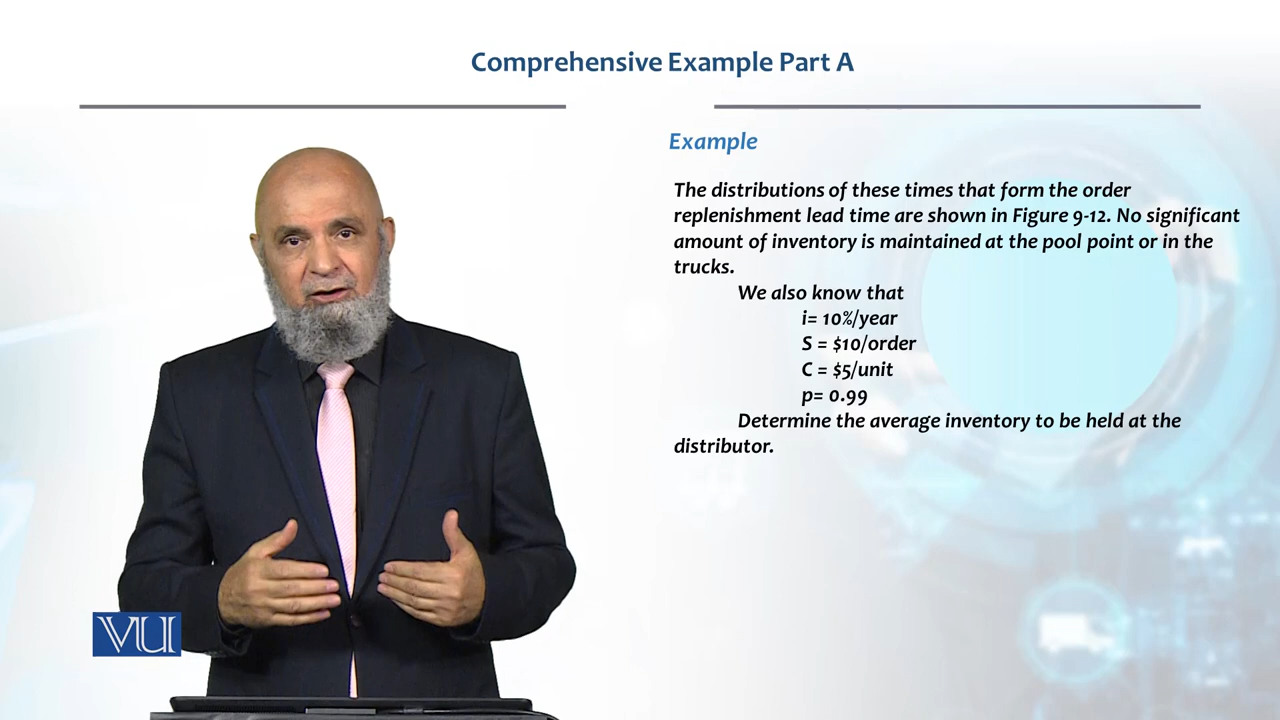 Comprehensive Example Part A
Example
The distributions of these times that form the order
replenishment lead time are shown in Figure 9-12. No significant
amount of inventory is maintained at the pool point or in the
trucks.
We also know that
i= 10%/year
S = $10/order
C = $5/unit
p= 0.99
Determine the average inventory to be held at the
distributor.
VU